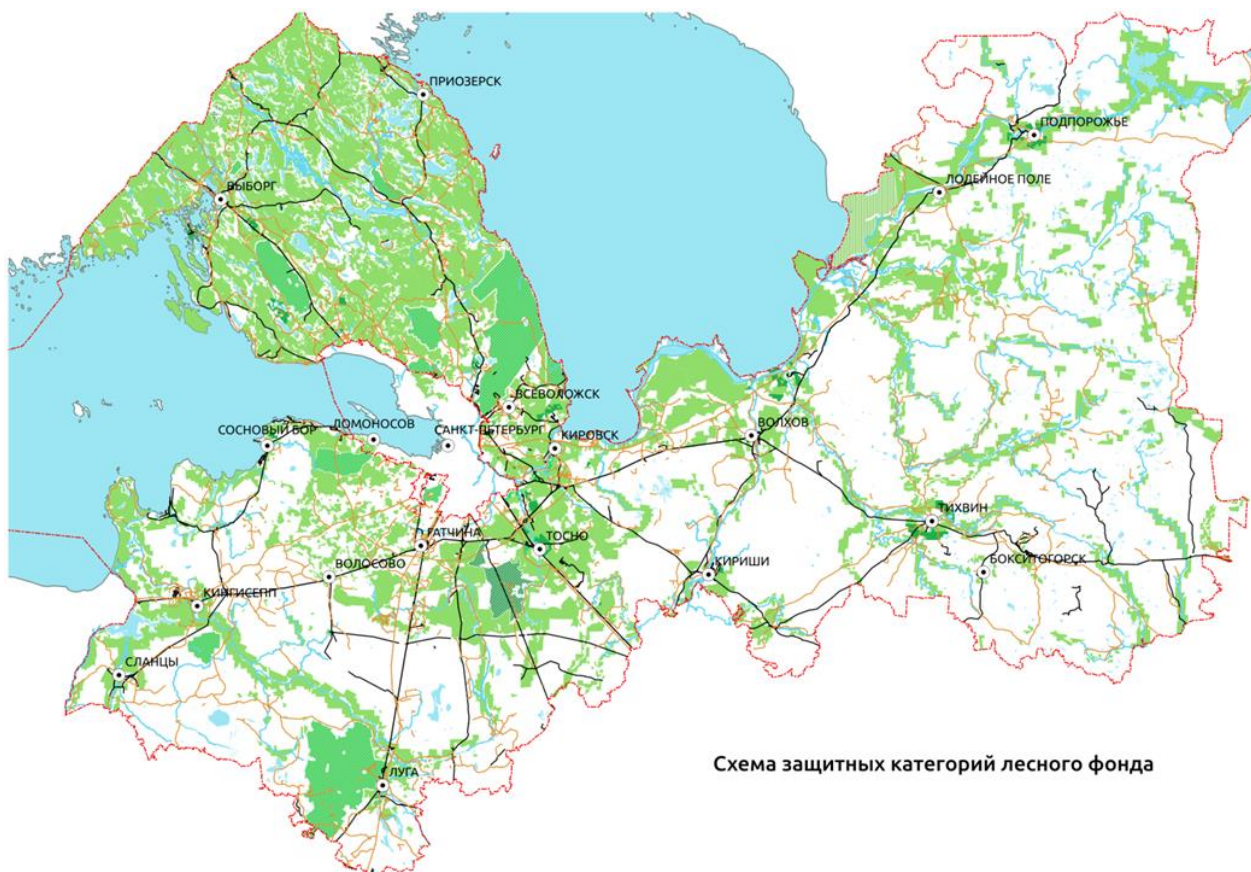 ПРИОЗЕРСК
ПОДПОРОЖЬЕ
ЛОДЕЙНОЕ ПОЛЕ
ВЫБОРГ
ВСЕВОЛОЖСК
СОСНОВЫЙ БОР
ЛОМОНОСОВ
САНКТ-ПЕТЕРБУРГ
КИРОВСК
ВОЛХОВ
ТИХВИН
ГАТЧИНА
ТОСНО
ВОЛОСОВО
КИРИШИ
БОКСИТОГОРСК
КИНГИСЕПП
СЛАНЦЫ
Схема защитных категорий лесного фонда
ЛУГА